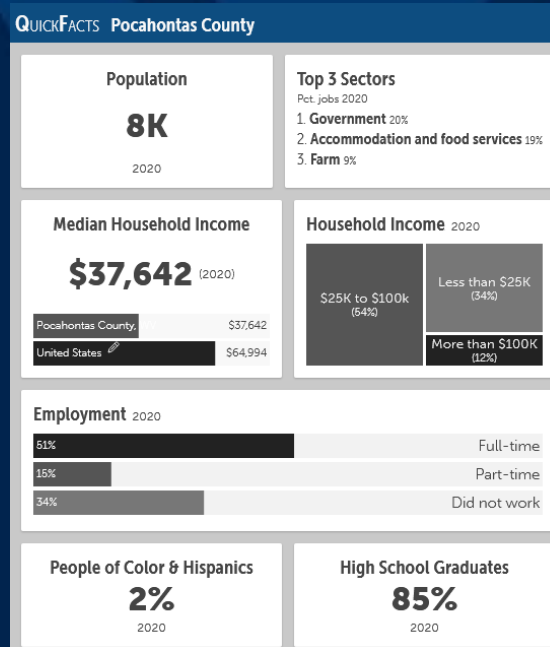 QUICKFACTS Pocahontas County
Population
8K
2020
Top 3 Sectors
Pct. jobs 2020
1. Government 20%
2. Accommodation and food services 19%
3. Farm 9%
Median Household Income
$37,642 (2020)
Pocahontas County, $37,642
United States $64,994
Household Income 2020
$25K to $100k
(54%)
Less than $25K
(34%)
More than $100K
(12%)
Employment 2020
51% Full-time
15% Part-time
34% Did not work
People of Color & Hispanics
2%
2020
High School Graduates
85%
2020